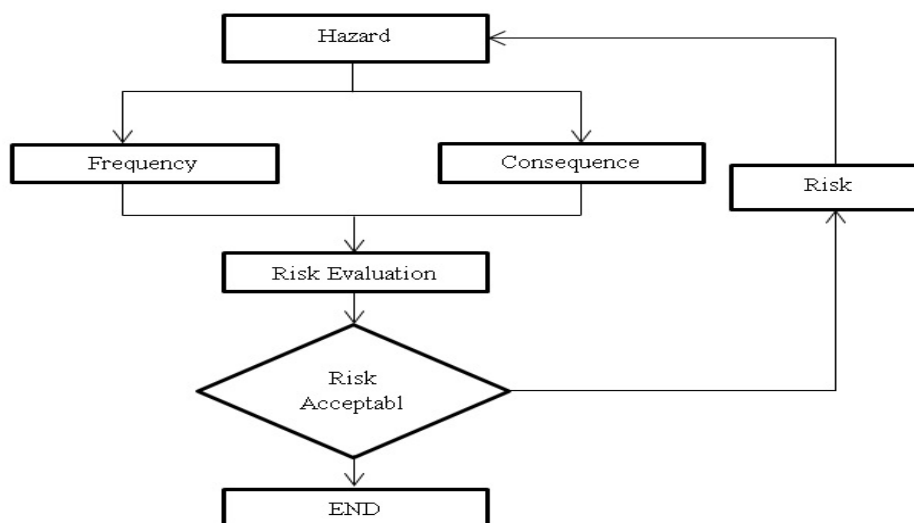 Hazard
Frequency
Consequence
Risk
Risk Evaluation
Risk
Acceptabl
END